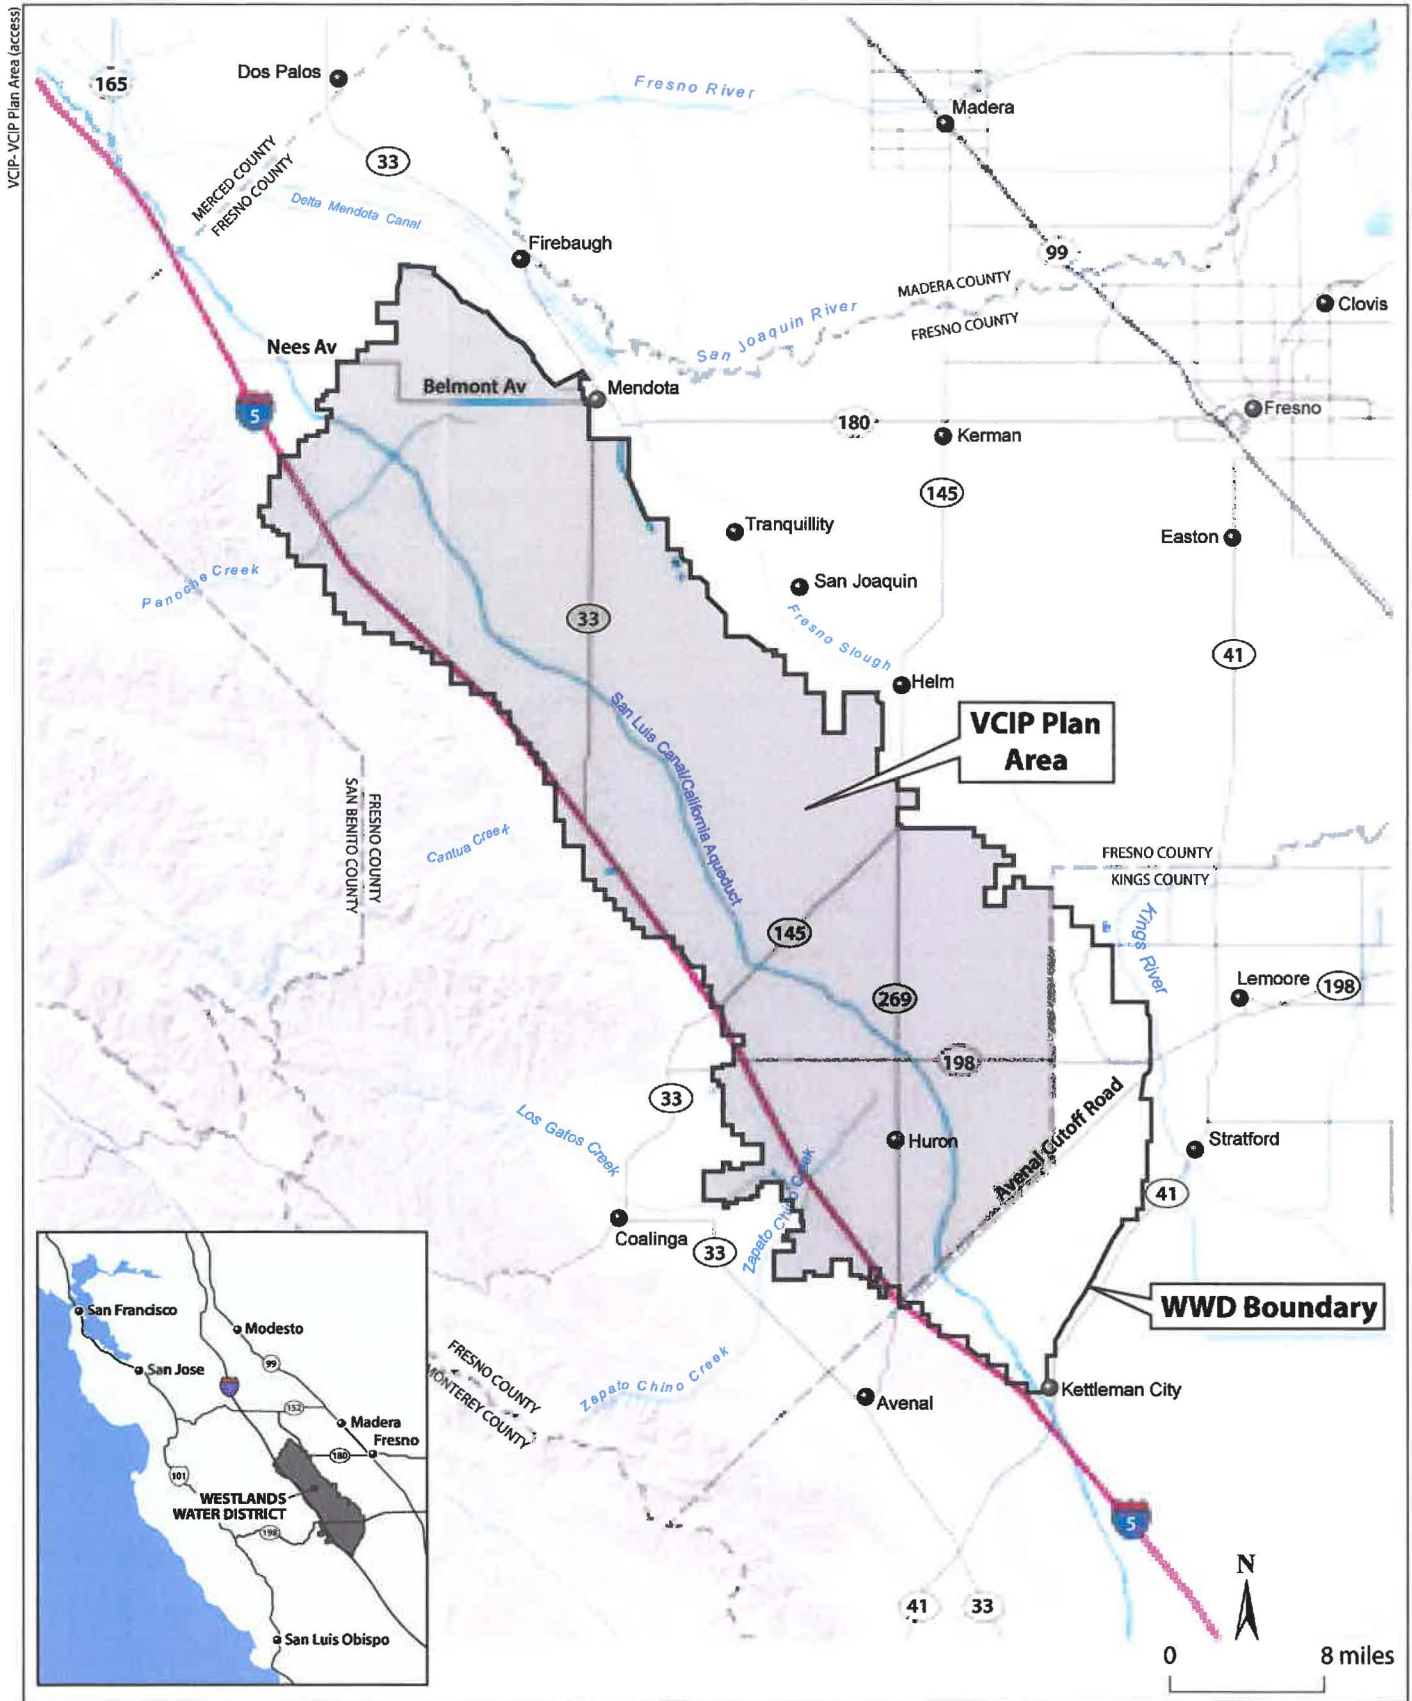 VCIP- VCIP Plan Area (access)
165
Dos Palos
Fresno River
Madera
33
MERCED COUNTY
FRESNO COUNTY
Delta Mendota Canal
Firebaugh
99
MADERA COUNTY
FRESNO COUNTY
San Joaquin River
Clovis
Nees Av
Belmont Av
Mendota
5
180
Fresno
Kerman
145
Tranquillity
Easton
Panoche Creek
San Joaquin
33
Fresno Slough
41
Helm
San Luis Canal/California Aqueduct
VCIP Plan
Area
FRESNO COUNTY
SAN BENITO COUNTY
Cantua Creek
FRESNO COUNTY
KINGS COUNTY
Kings River
145
269
Lemoore
198
198
33
Los Gatos Creek
Huron
Avenal Cutoff Road
Stratford
41
Zapato Chino Creek
Coalinga
33
WWD Boundary
FRESNO COUNTY
MONTEREY COUNTY
Zapato Chino Creek
Avenal
Kettleman City
5
41
33
N
0
8 miles
San Francisco
Modesto
99
San Jose
152
Madera
Fresno
180
101
WESTLANDS
WATER DISTRICT
198
San Luis Obispo